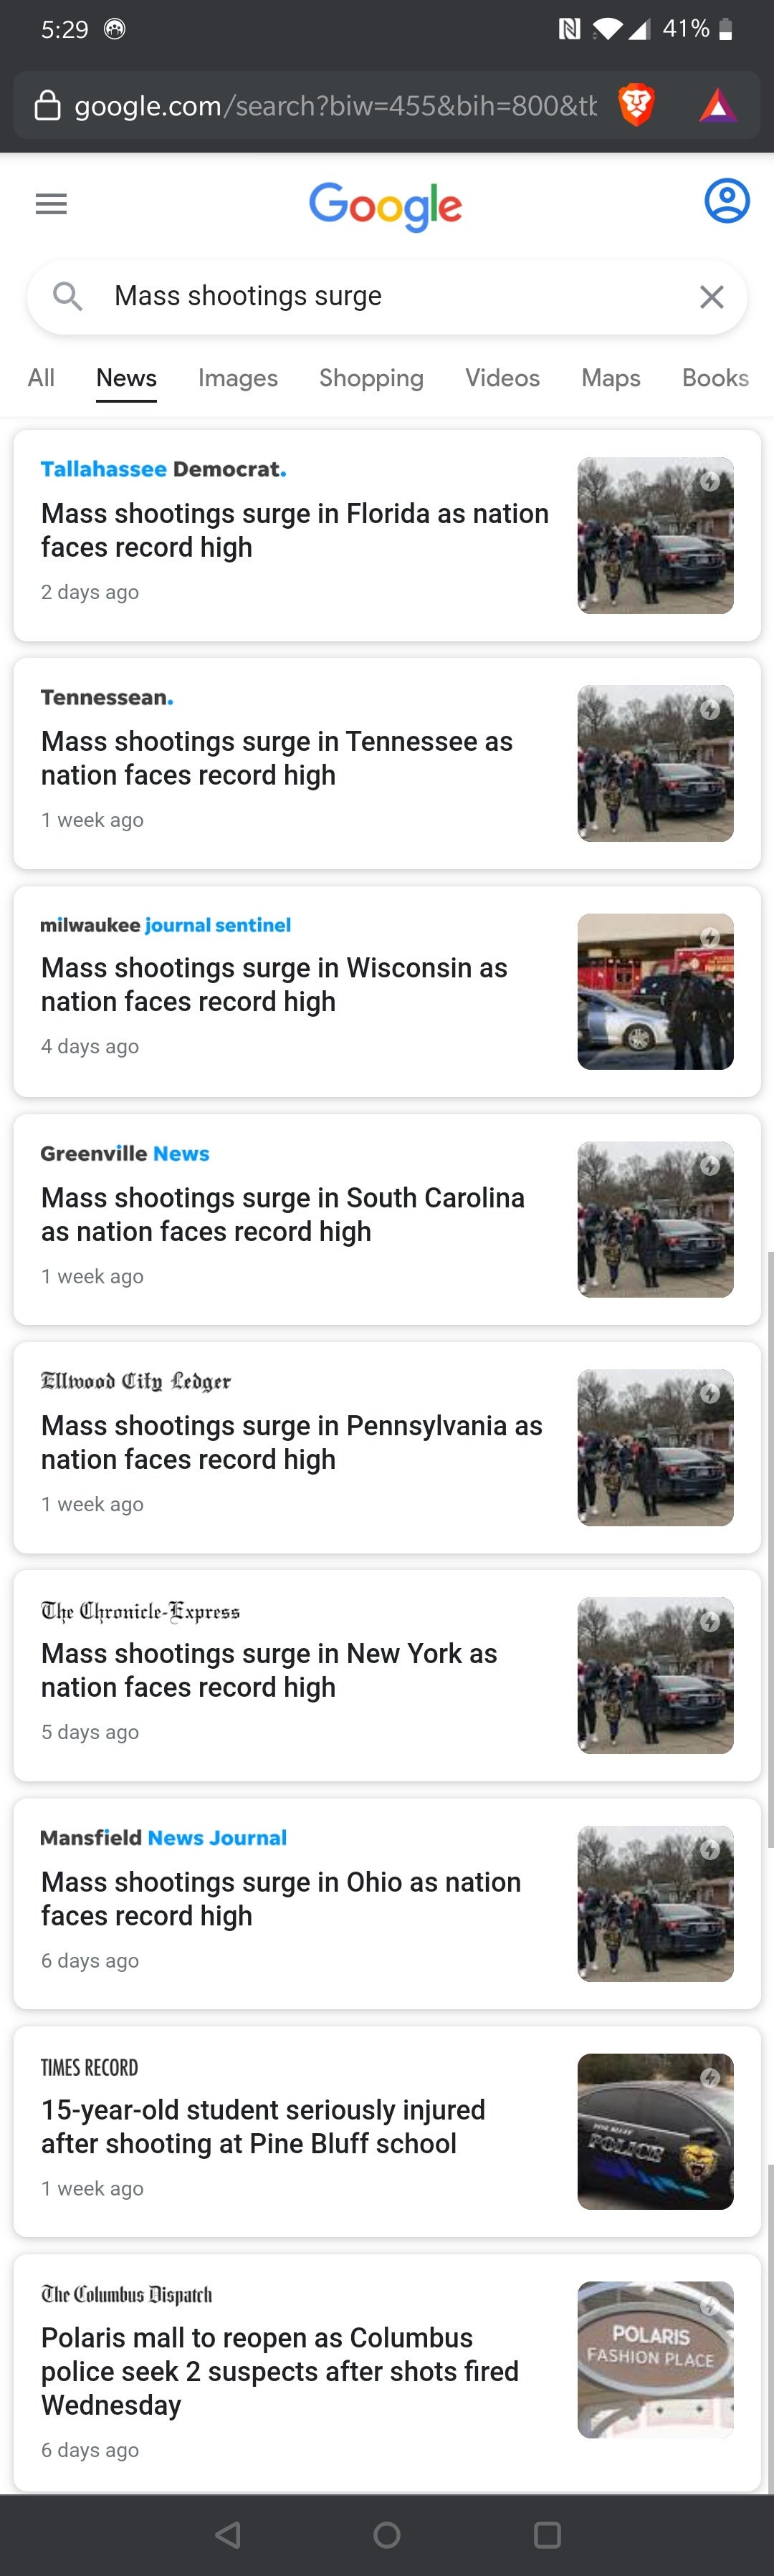 5:29
41%
google.com/search?biw=455&bih=800&tb
Google
Mass shootings surge
All News Images Shopping Videos Maps Books
Tallahassee Democrat.
Mass shootings surge in Florida as nation
faces record high
2 days ago
Tennessean.
Mass shootings surge in Tennessee as
nation faces record high
1 week ago
milwaukee journal sentinel
Mass shootings surge in Wisconsin as
nation faces record high
4 days ago
Greenville News
Mass shootings surge in South Carolina
as nation faces record high
1 week ago
Ellwood City Ledger
Mass shootings surge in Pennsylvania as
nation faces record high
1 week ago
The Chronicle-Express
Mass shootings surge in New York as
nation faces record high
5 days ago
Mansfield News Journal
Mass shootings surge in Ohio as nation
faces record high
6 days ago
TIMES RECORD
15-year-old student seriously injured
after shooting at Pine Bluff school
1 week ago
PINE BLUFF
POLICE
The Columbus Dispatch
Polaris mall to reopen as Columbus
police seek 2 suspects after shots fired
Wednesday
6 days ago
POLARIS
FASHION PLACE